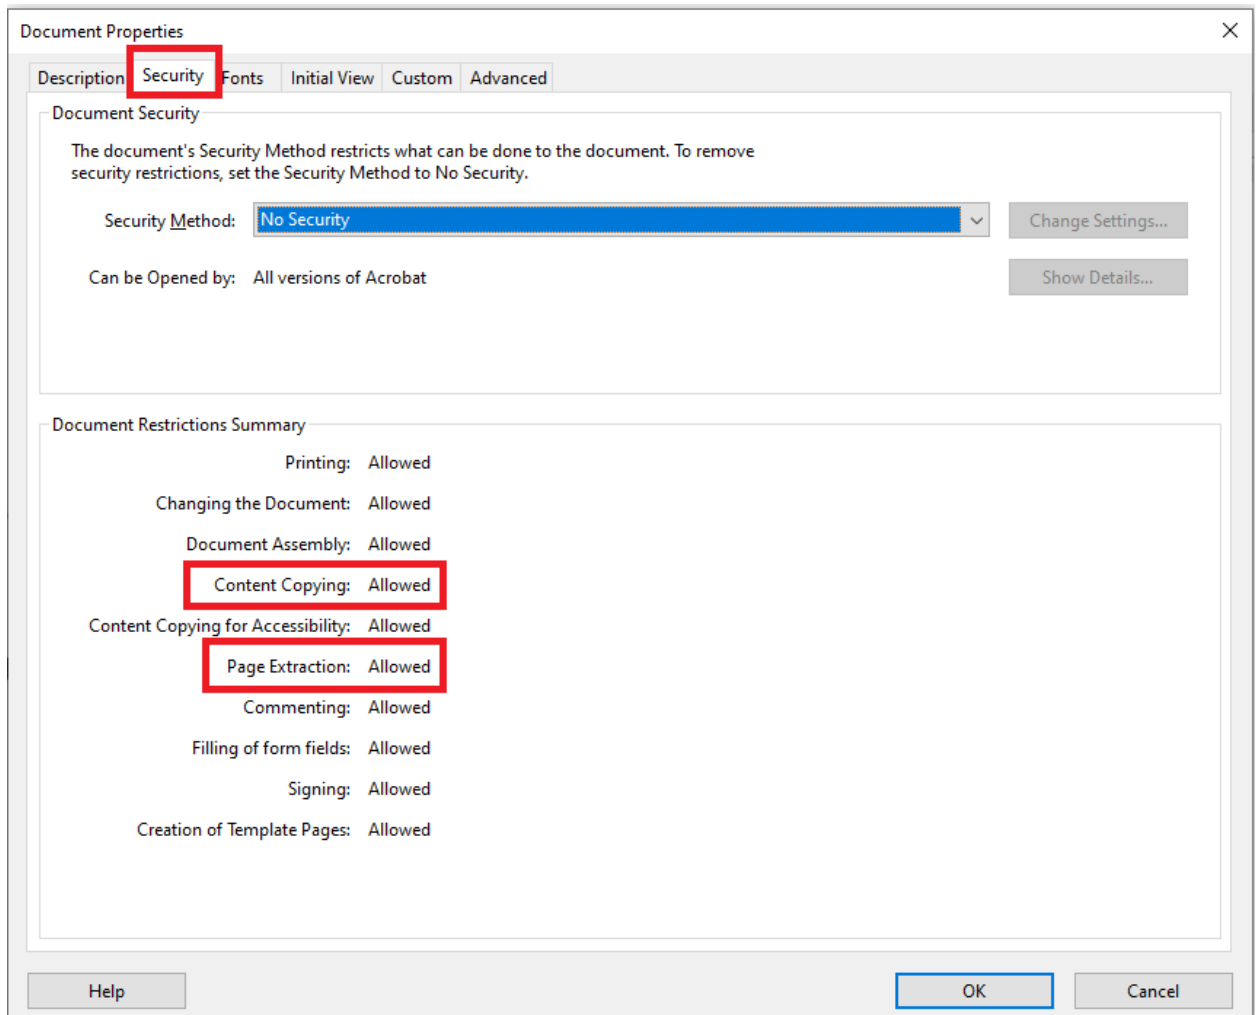 Document Properties
Description Security Fonts Initial View Custom Advanced
Document Security
The document's Security Method restricts what can be done to the document. To remove
security restrictions, set the Security Method to No Security.
Security Method: No Security Change Settings...
Can be Opened by: All versions of Acrobat Show Details...
Document Restrictions Summary
Printing: Allowed
Changing the Document: Allowed
Document Assembly: Allowed
Content Copying: Allowed
Content Copying for Accessibility: Allowed
Page Extraction: Allowed
Commenting: Allowed
Filling of form fields: Allowed
Signing: Allowed
Creation of Template Pages: Allowed
Help OK Cancel